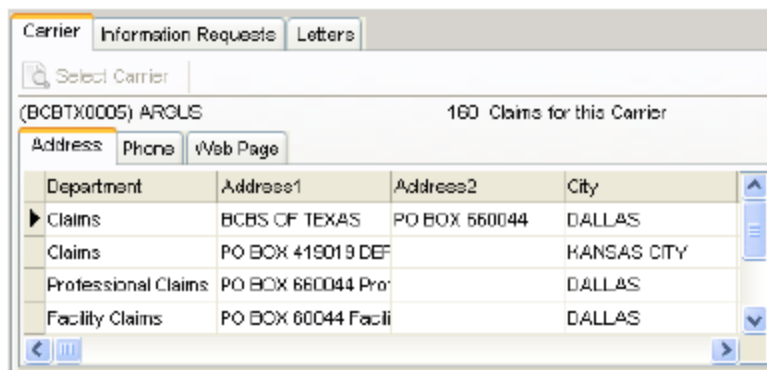 Carrier Information Requests Letters
Select Carrier
(BCBTX0005) ARGUS 160 Claims for this Carrier
Address Phone Web Page
Department Address1 Address2 City
Claims BCBS OF TEXAS PO BOX 660044 DALLAS
Claims PO BOX 419019 DEF KANSAS CITY
Professional Claims PO BOX 660044 Prof DALLAS
Facility Claims PO BOX 60044 Facili DALLAS